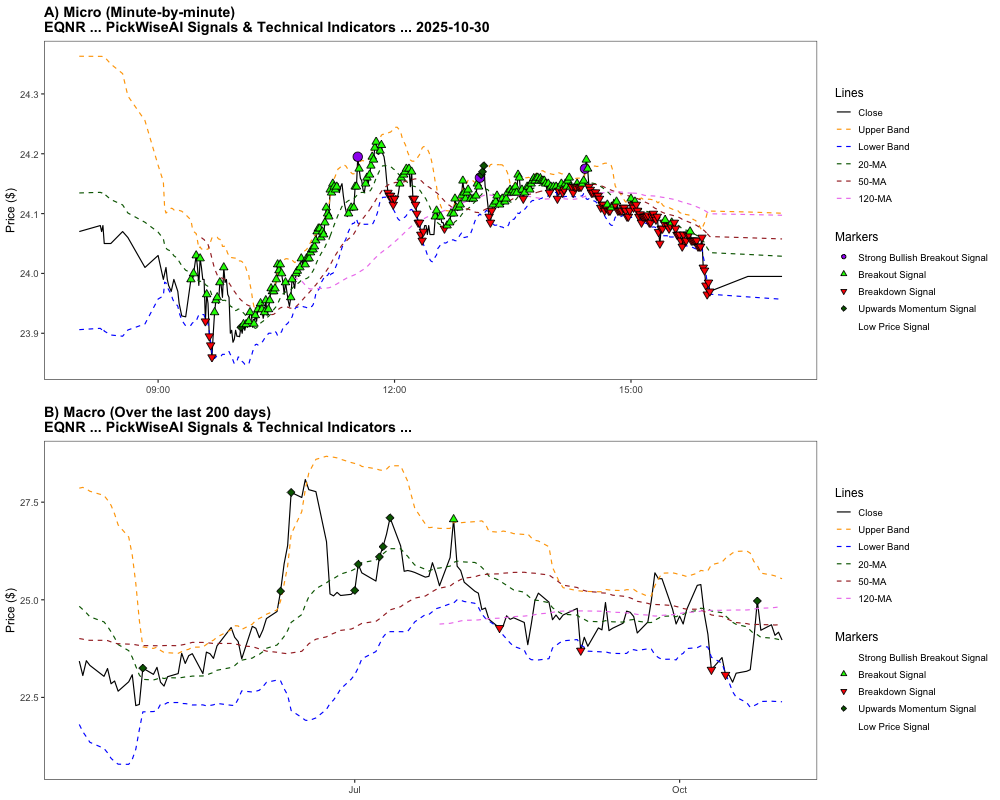 A) Micro (Minute-by-minute)
EQNR ... PickWiseAI Signals & Technical Indicators ... 2025-10-30
Price ($)
24.3
24.2
24.1
24.0
23.9
09:00
12:00
15:00
Lines
Close
Upper Band
Lower Band
20-MA
50-MA
120-MA
Markers
Strong Bullish Breakout Signal
Breakout Signal
Breakdown Signal
Upwards Momentum Signal
Low Price Signal
B) Macro (Over the last 200 days)
EQNR ... PickWiseAI Signals & Technical Indicators ...
Price ($)
27.5
25.0
22.5
Jul
Oct
Lines
Close
Upper Band
Lower Band
20-MA
50-MA
120-MA
Markers
Strong Bullish Breakout Signal
Breakout Signal
Breakdown Signal
Upwards Momentum Signal
Low Price Signal